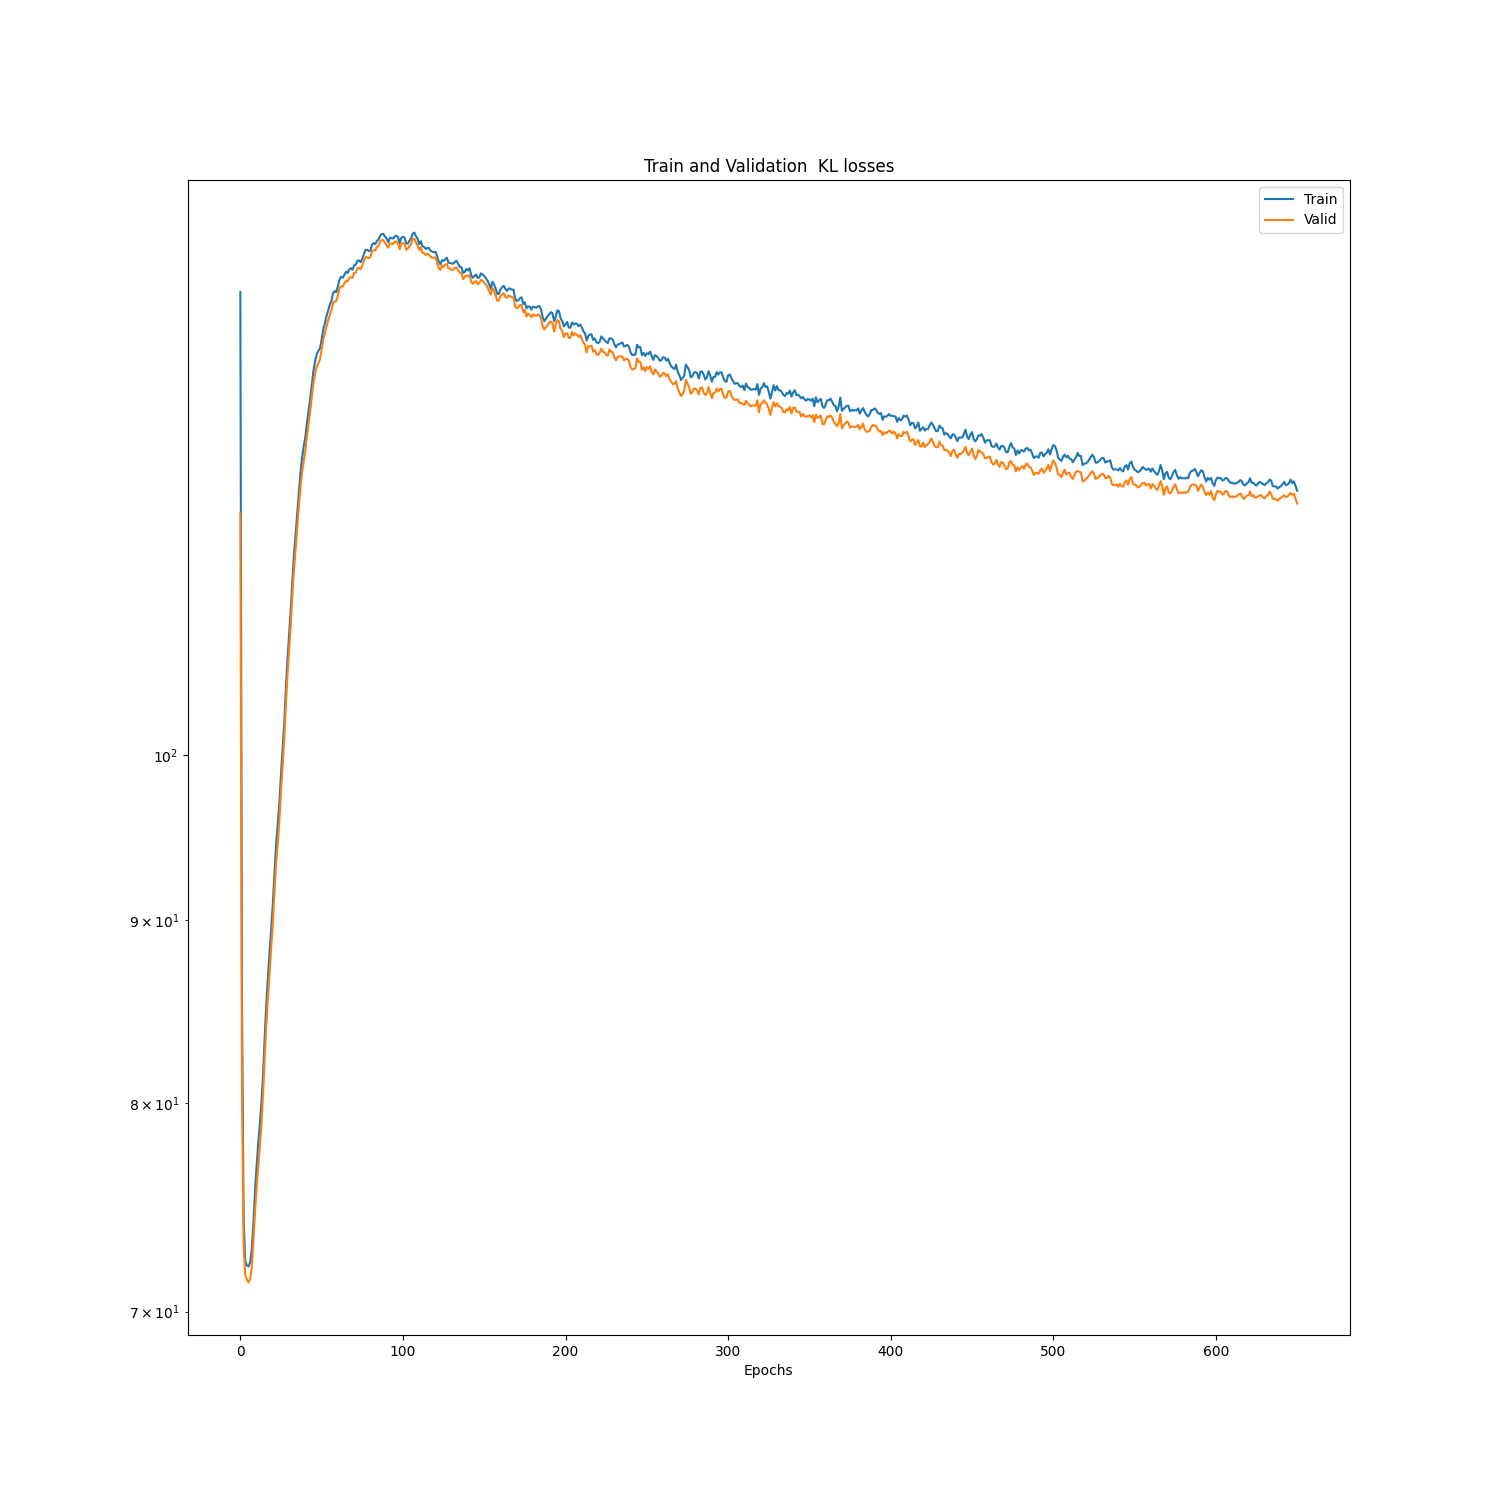 Train and Validation  KL losses
Train
Valid
10²
9 × 10¹
8 × 10¹
7 × 10¹
0 100 200 300 400 500 600
Epochs